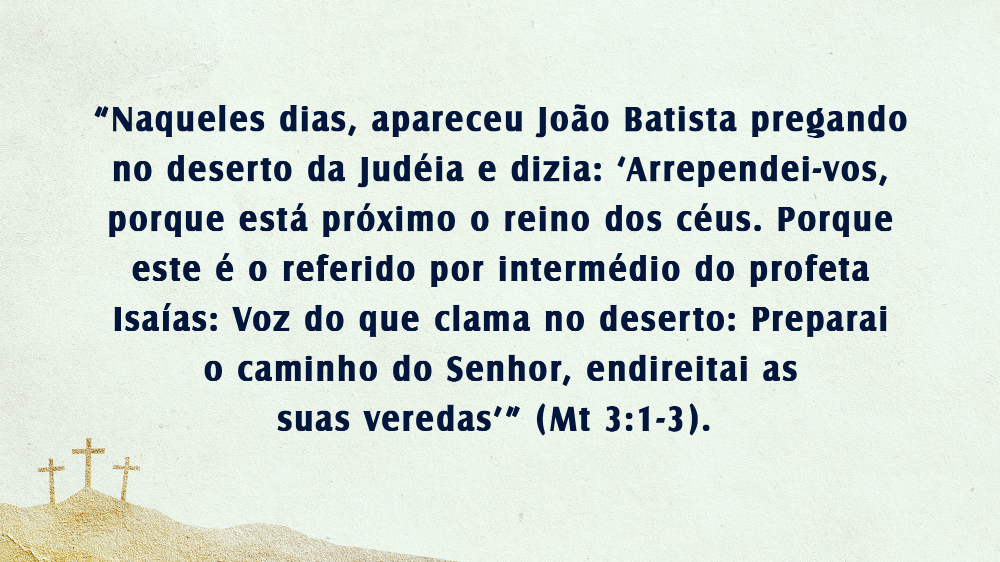 “Naqueles dias, apareceu João Batista pregando
no deserto da Judéia e dizia: ‘Arrependei-vos,
porque está próximo o reino dos céus. Porque
este é o referido por intermédio do profeta
Isaías: Voz do que clama no deserto: Preparai
o caminho do Senhor, endireitai as
suas veredas’” (Mt 3:1-3).